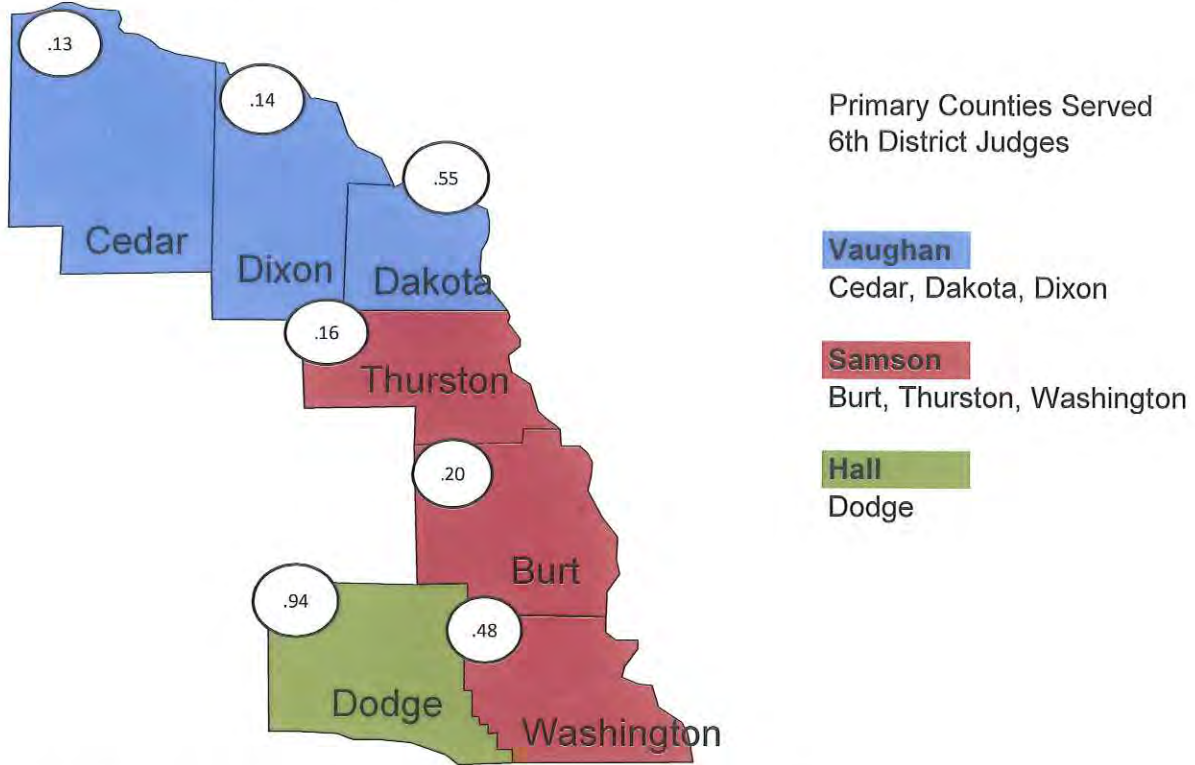 .13
.14
.55
Cedar
Dixon
Dakota
.16
Thurston
.20
Burt
.94
.48
Dodge
Washington
Primary Counties Served
6th District Judges
Vaughan
Cedar, Dakota, Dixon
Samson
Burt, Thurston, Washington
Hall
Dodge